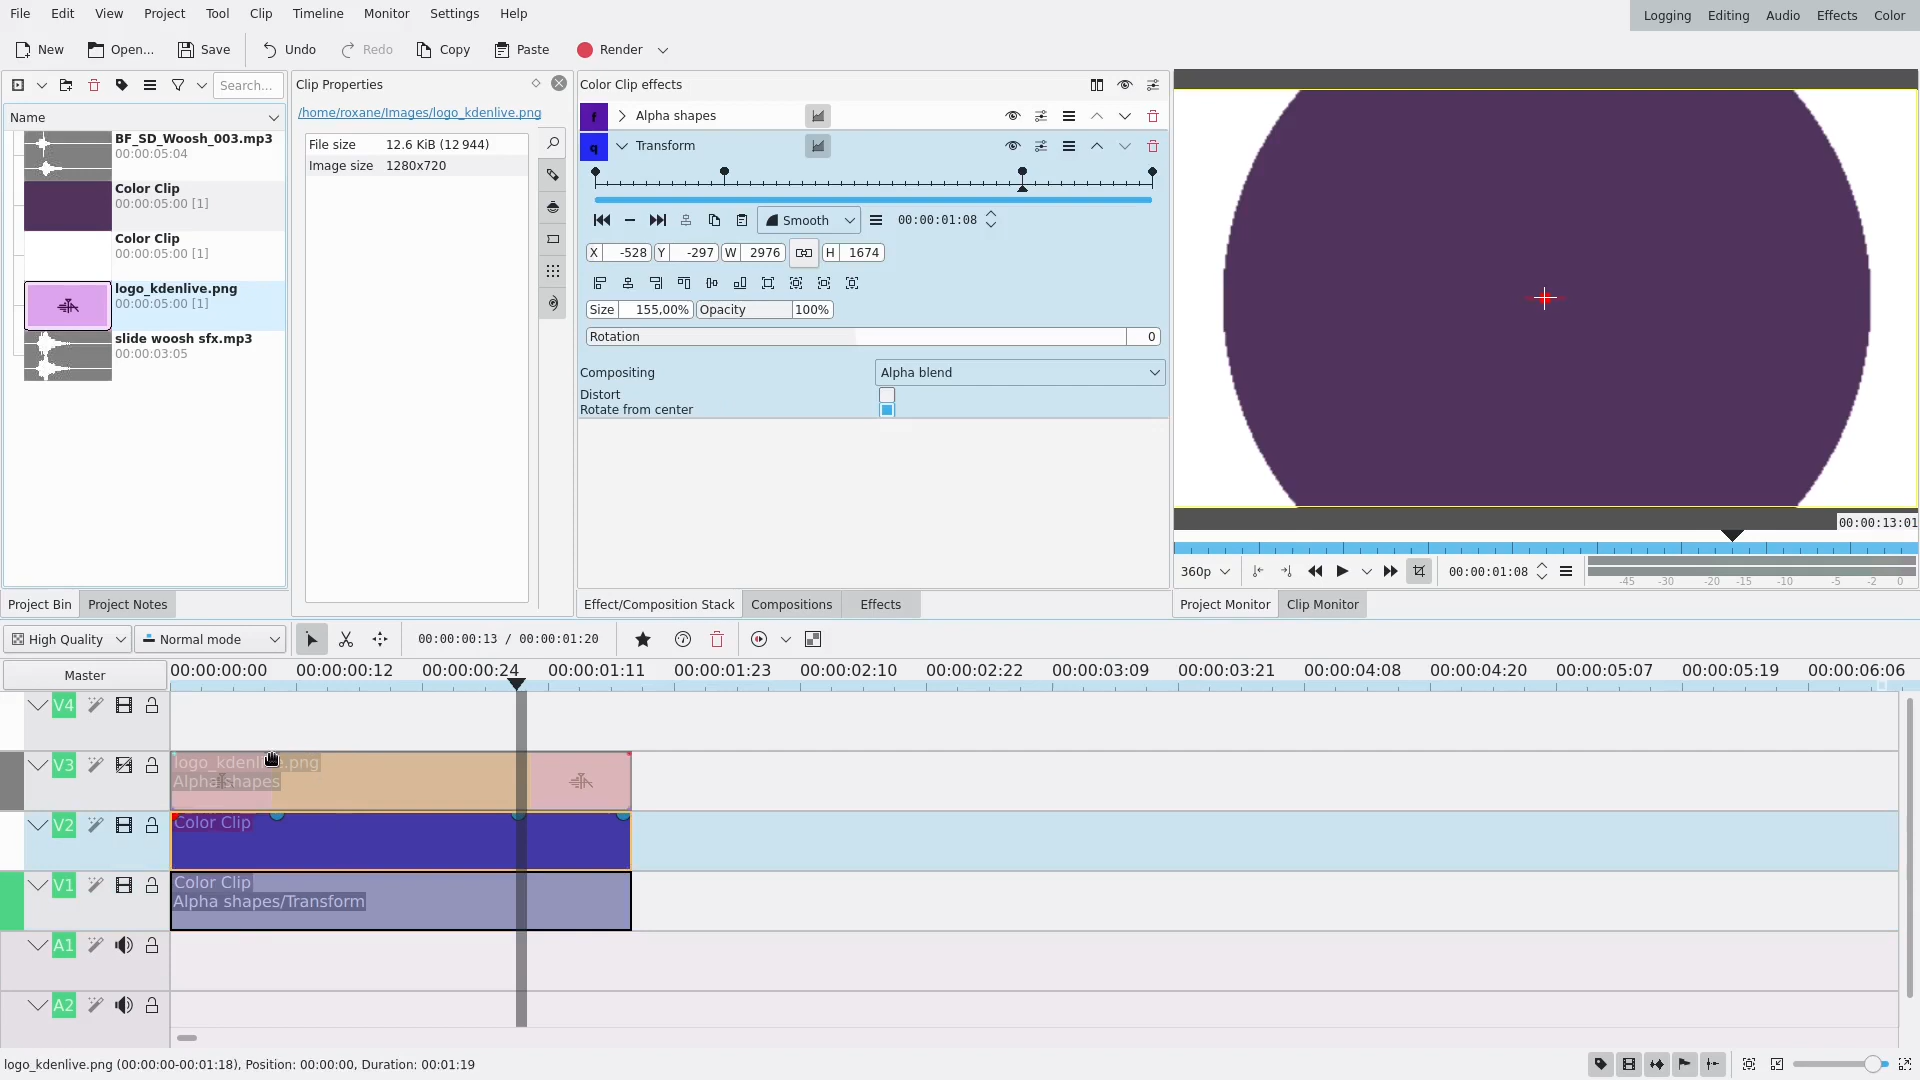 File Edit View Project Tool Clip Timeline Monitor Settings Help
Logging Editing Audio Effects Color
New Open... Save Undo Redo Copy Paste Render
Search...
Name
BF_SD_Woosh_003.mp3
00:00:05:04
Color Clip
00:00:05:00 [1]
Color Clip
00:00:05:00 [1]
logo_kdenlive.png
00:00:05:00 [1]
slide woosh sfx.mp3
00:00:03:05
Project Bin Project Notes
Clip Properties
/home/roxane/Images/logo_kdenlive.png
File size 12.6 KiB (12 944)
Image size 1280x720
Color Clip effects
f Alpha shapes
q Transform
Smooth 00:00:01:08
X -528 Y -297 W 2976 H 1674
Size 155,00% Opacity 100%
Rotation 0
Compositing Alpha blend
Distort
Rotate from center
Effect/Composition Stack Compositions Effects
00:00:13:01
360p 00:00:01:08 -45 -30 -20 -15 -10 -5 -2 0
Project Monitor Clip Monitor
High Quality Normal mode 00:00:00:13 / 00:00:01:20
Master 00:00:00:00 00:00:00:12 00:00:00:24 00:00:01:11 00:00:01:23 00:00:02:10 00:00:02:22 00:00:03:09 00:00:03:21 00:00:04:08 00:00:04:20 00:00:05:07 00:00:05:19 00:00:06:06
V4
V3 logo_kdenlive.png
Alpha shapes
V2 Color Clip
V1 Color Clip
Alpha shapes/Transform
A1
A2
logo_kdenlive.png (00:00:00-00:01:18), Position: 00:00:00, Duration: 00:01:19